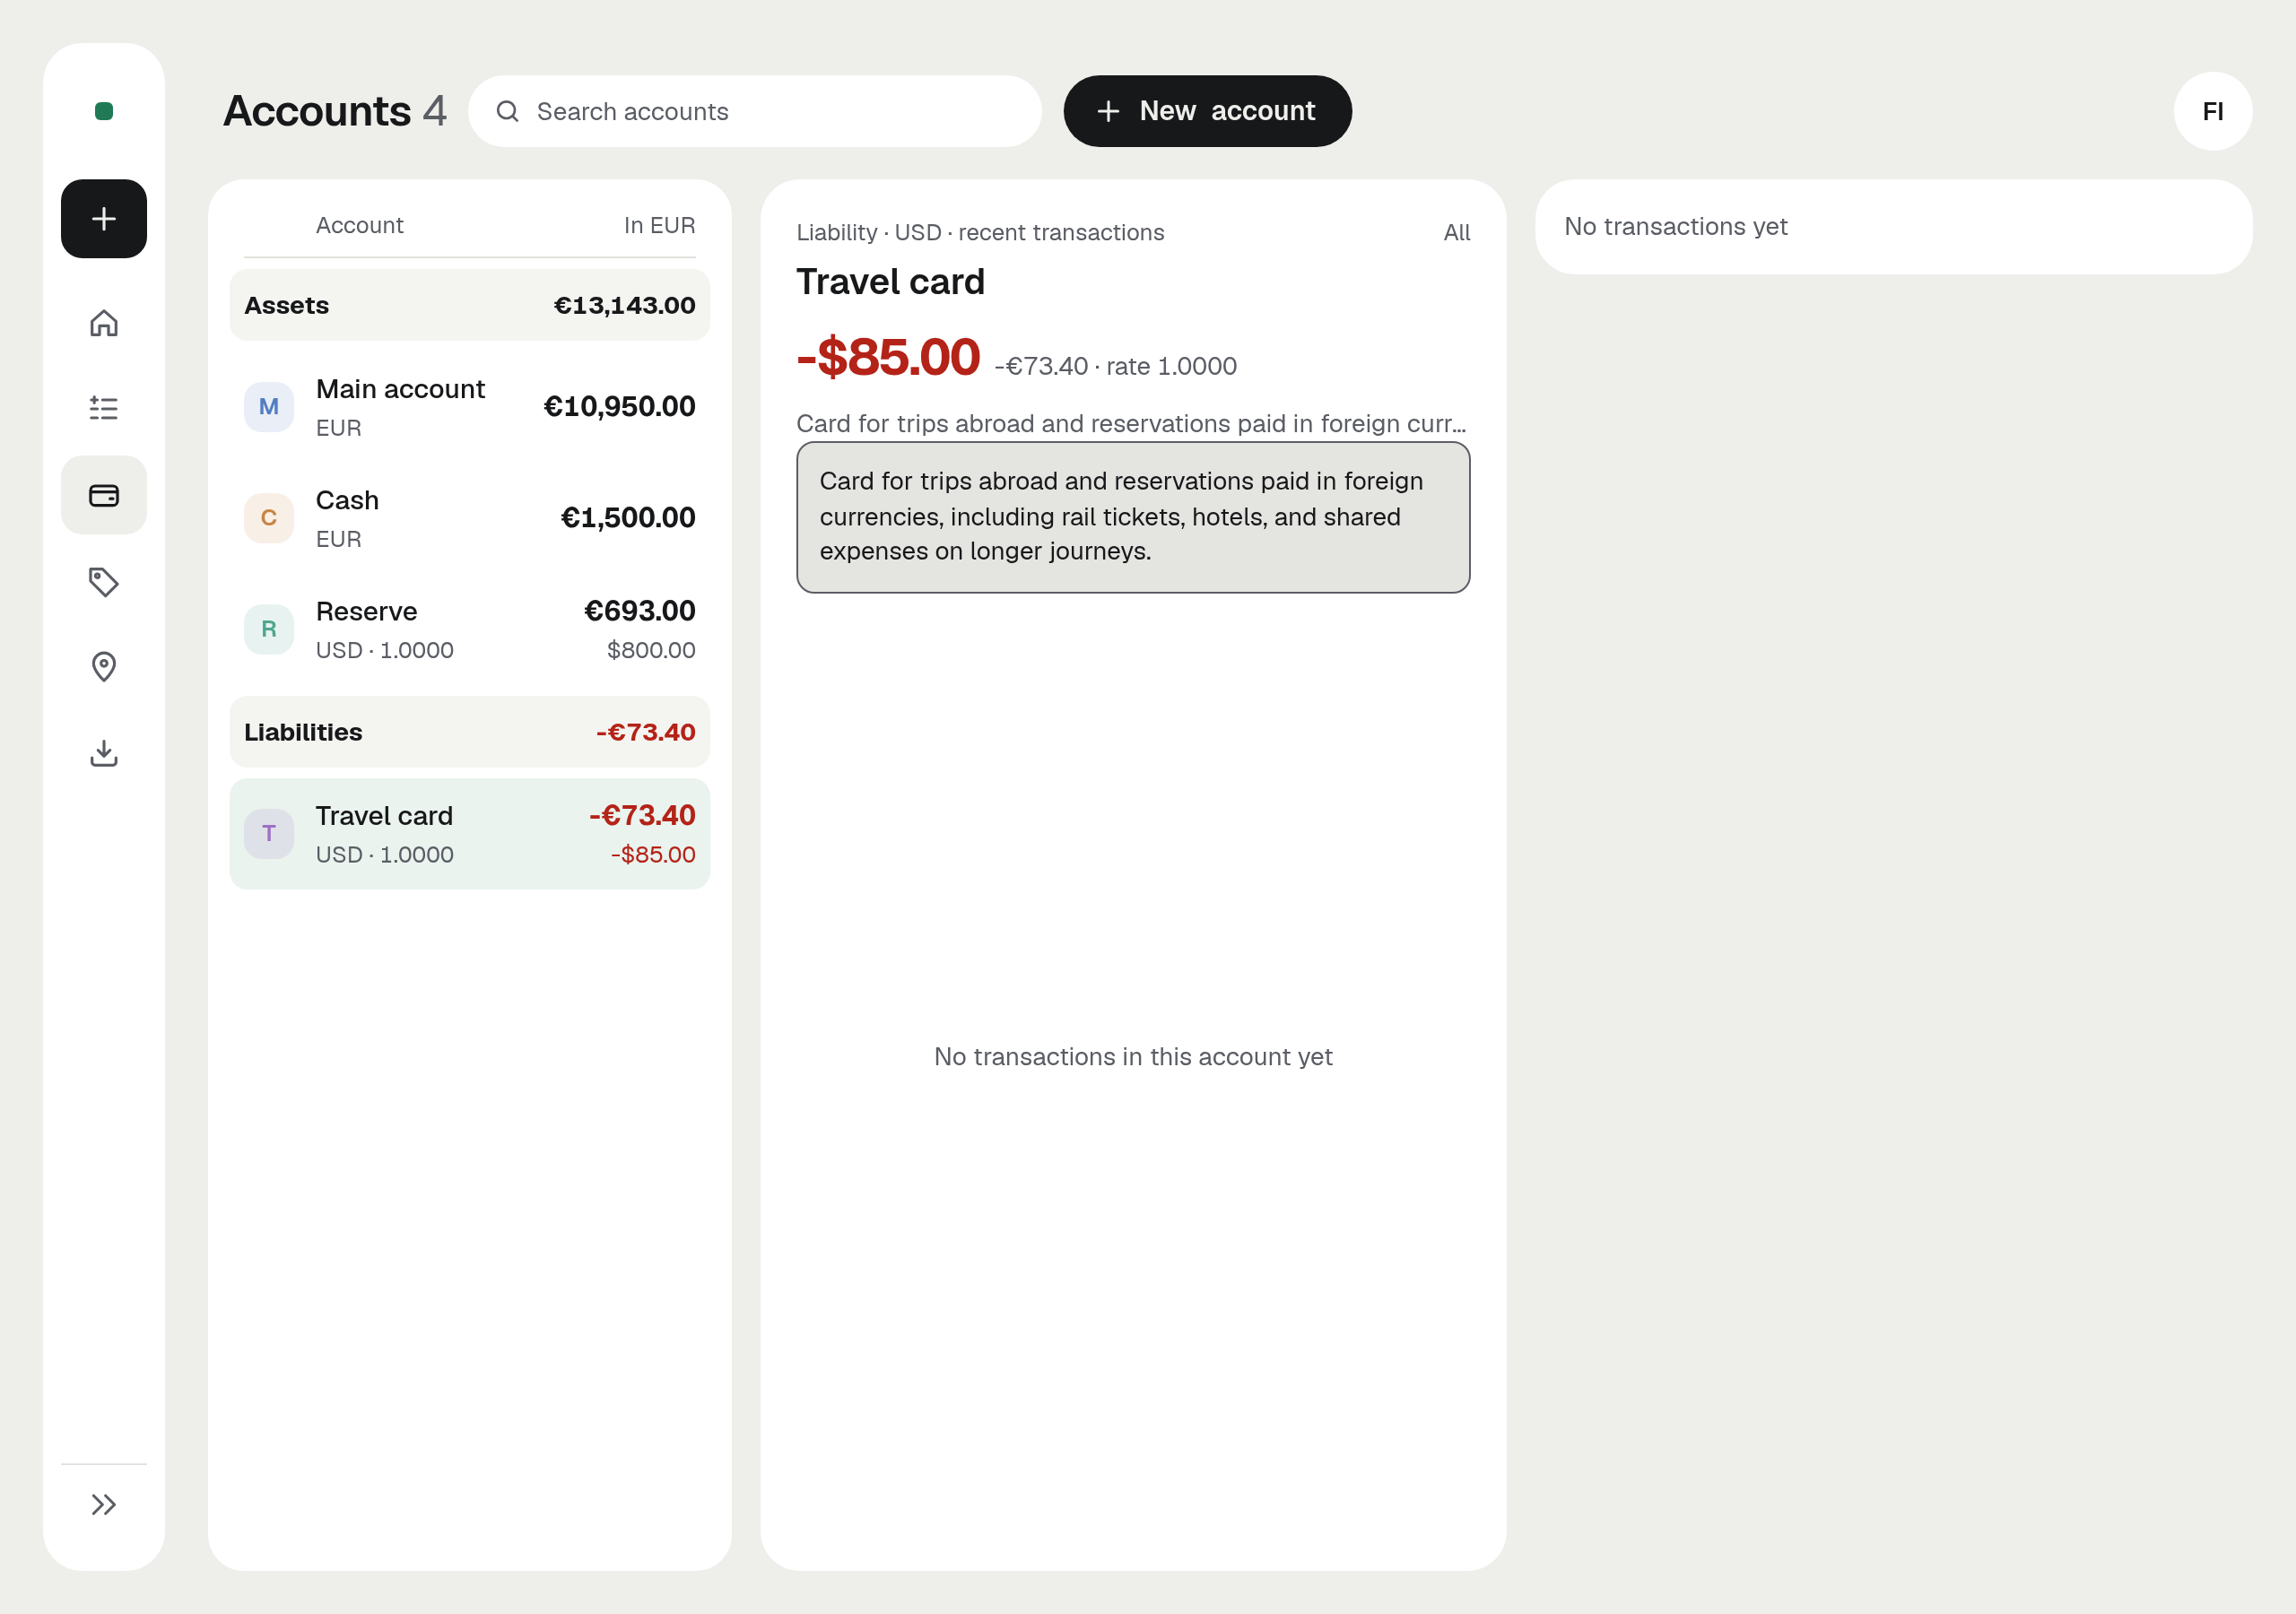 Accounts 4
Search accounts
New account
FI
Account In EUR
Assets €13,143.00
M Main account €10,950.00
EUR
C Cash €1,500.00
EUR
R Reserve €693.00
USD · 1.0000 $800.00
Liabilities -€73.40
T Travel card -€73.40
USD · 1.0000 -$85.00
Liability · USD · recent transactions All
Travel card
-$85.00 -€73.40 · rate 1.0000
Card for trips abroad and reservations paid in foreign curr...
Card for trips abroad and reservations paid in foreign
currencies, including rail tickets, hotels, and shared
expenses on longer journeys.
No transactions in this account yet
No transactions yet